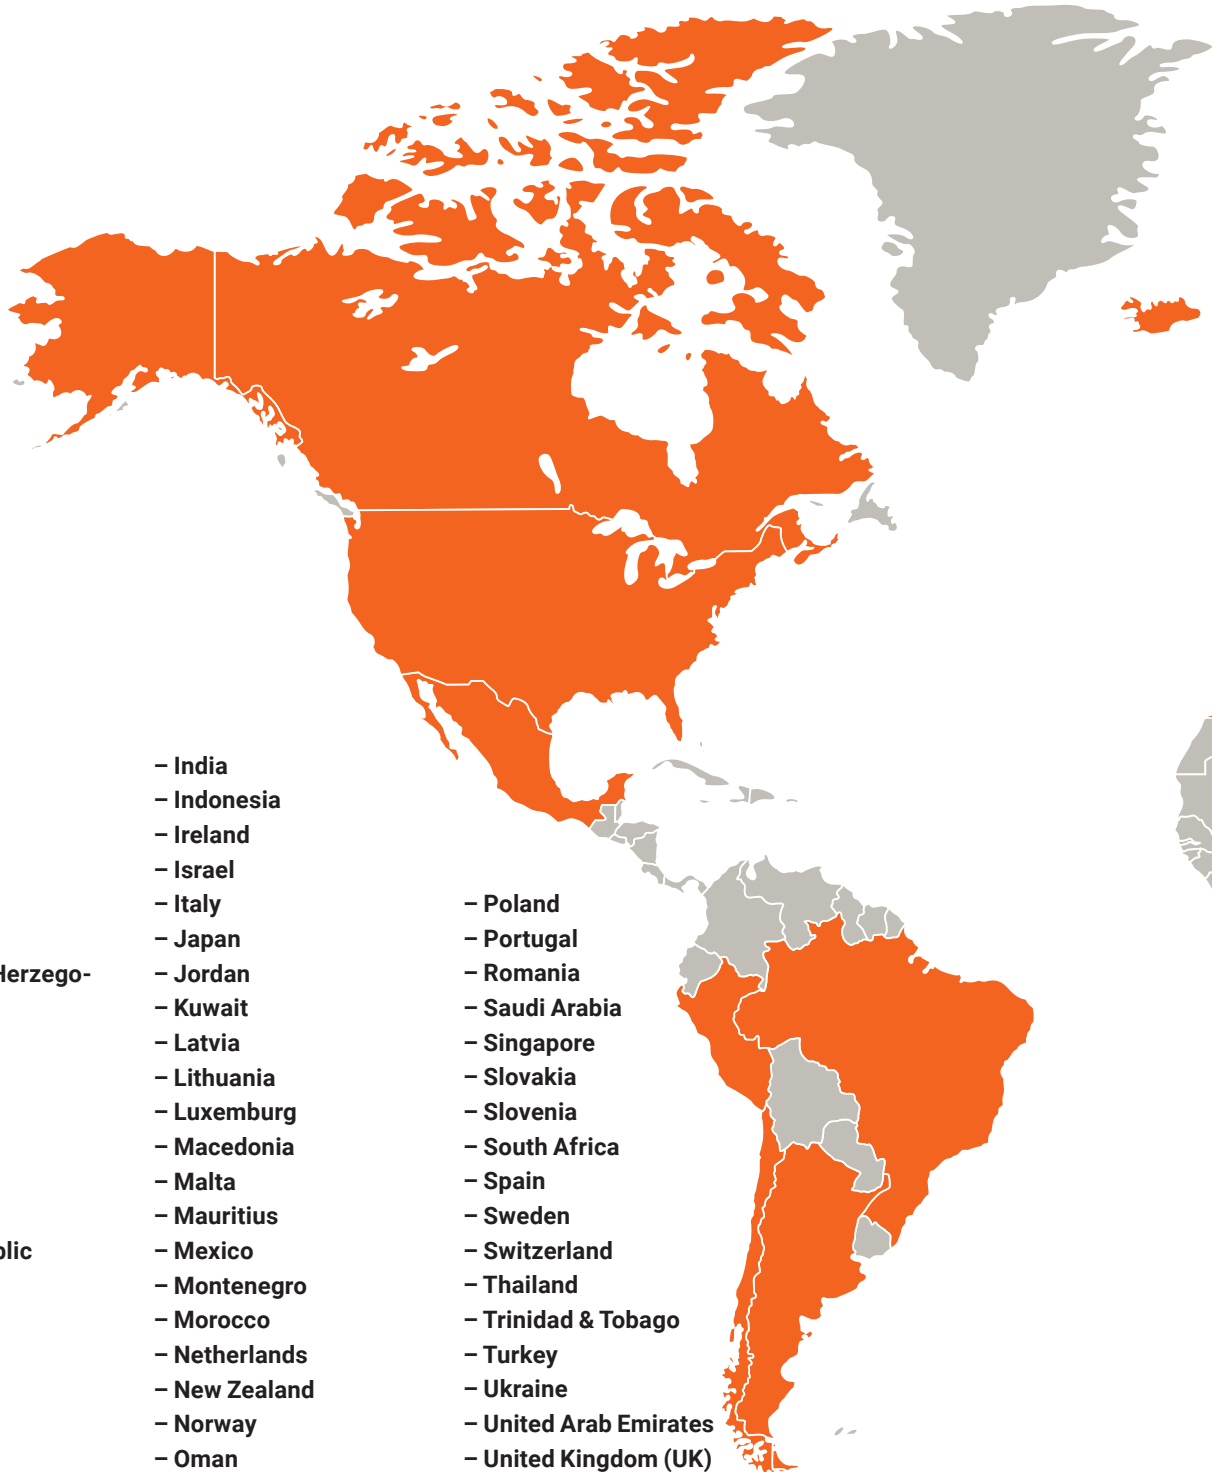 Herzego-
blic
– India
– Indonesia
– Ireland
– Israel
– Italy
– Japan
– Jordan
– Kuwait
– Latvia
– Lithuania
– Luxemburg
– Macedonia
– Malta
– Mauritius
– Mexico
– Montenegro
– Morocco
– Netherlands
– New Zealand
– Norway
– Oman
– Poland
– Portugal
– Romania
– Saudi Arabia
– Singapore
– Slovakia
– Slovenia
– South Africa
– Spain
– Sweden
– Switzerland
– Thailand
– Trinidad & Tobago
– Turkey
– Ukraine
– United Arab Emirates
– United Kingdom (UK)